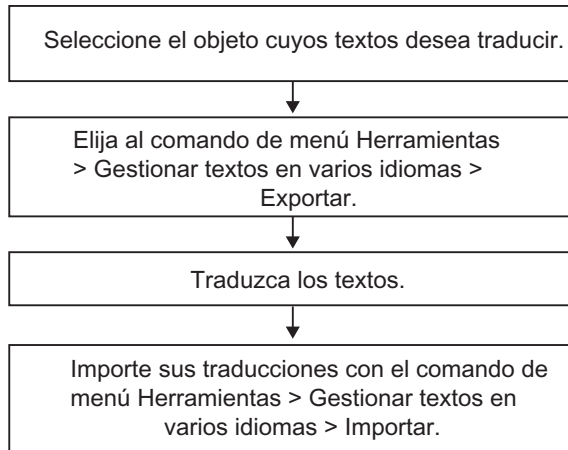 Seleccione el objeto cuyos textos desea traducir.
Elija al comando de menú Herramientas
> Gestionar textos en varios idiomas >
Exportar.
Traduzca los textos.
Importe sus traducciones con el comando de
menú Herramientas > Gestionar textos en
varios idiomas > Importar.